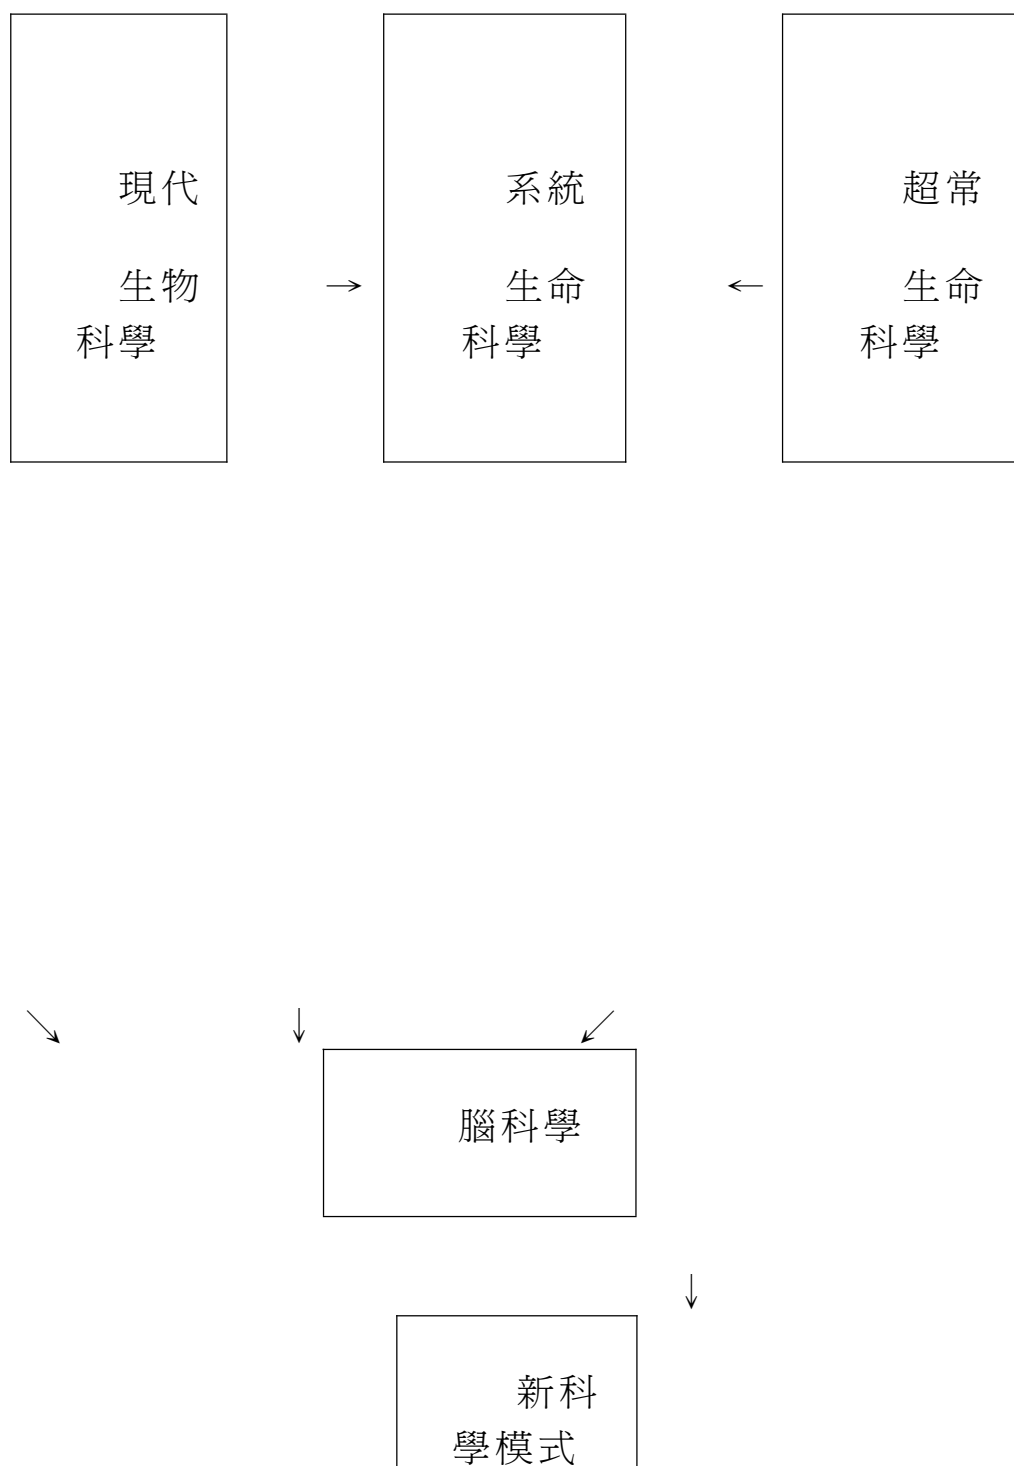 現代
生物
科學
→
系統
生命
科學
←
超常
生命
科學
↘ ↓ ↙
腦科學
↓
新科
學模式